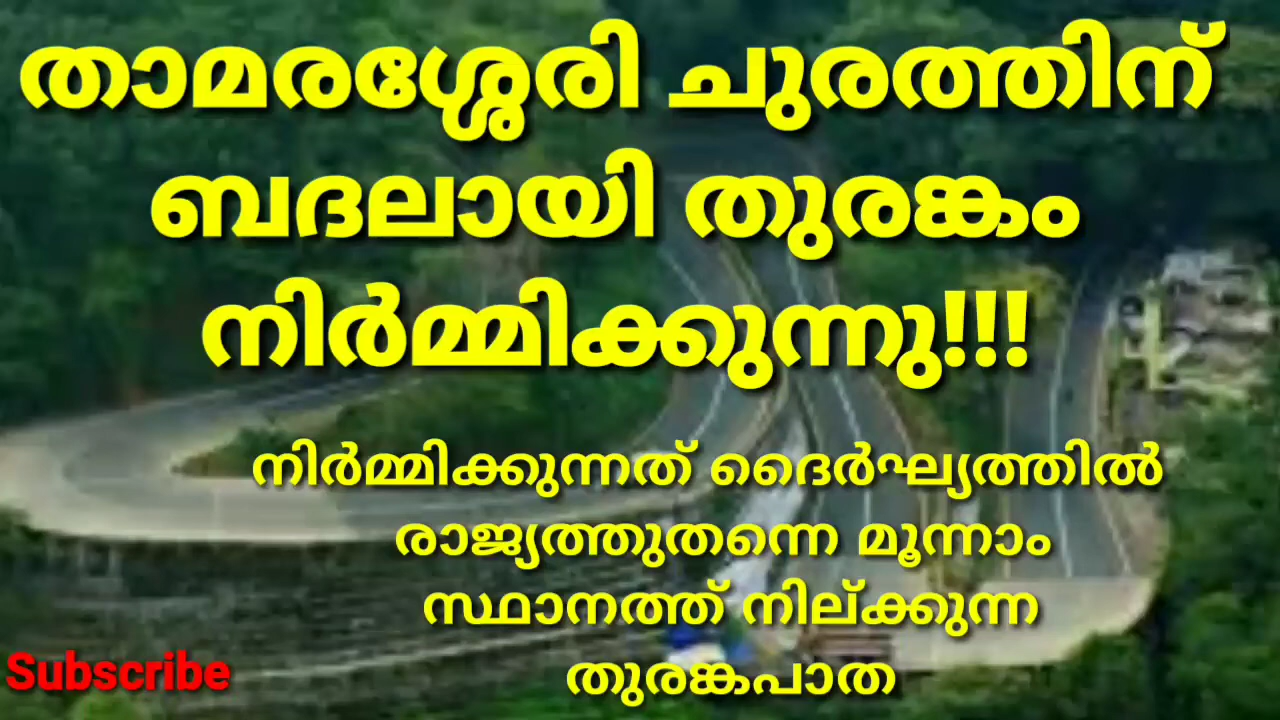 താമരശ്ശേരി ചുരത്തിന്
ബദലായി തുരങ്കം
നിർമ്മിക്കുന്നു!!!
നിർമ്മിക്കുന്നത് ദൈർഘ്യത്തിൽ
രാജ്യത്തുതന്നെ മൂന്നാം
സ്ഥാനത്ത് നില്ക്കുന്ന
തുരങ്കപാത
Subscribe